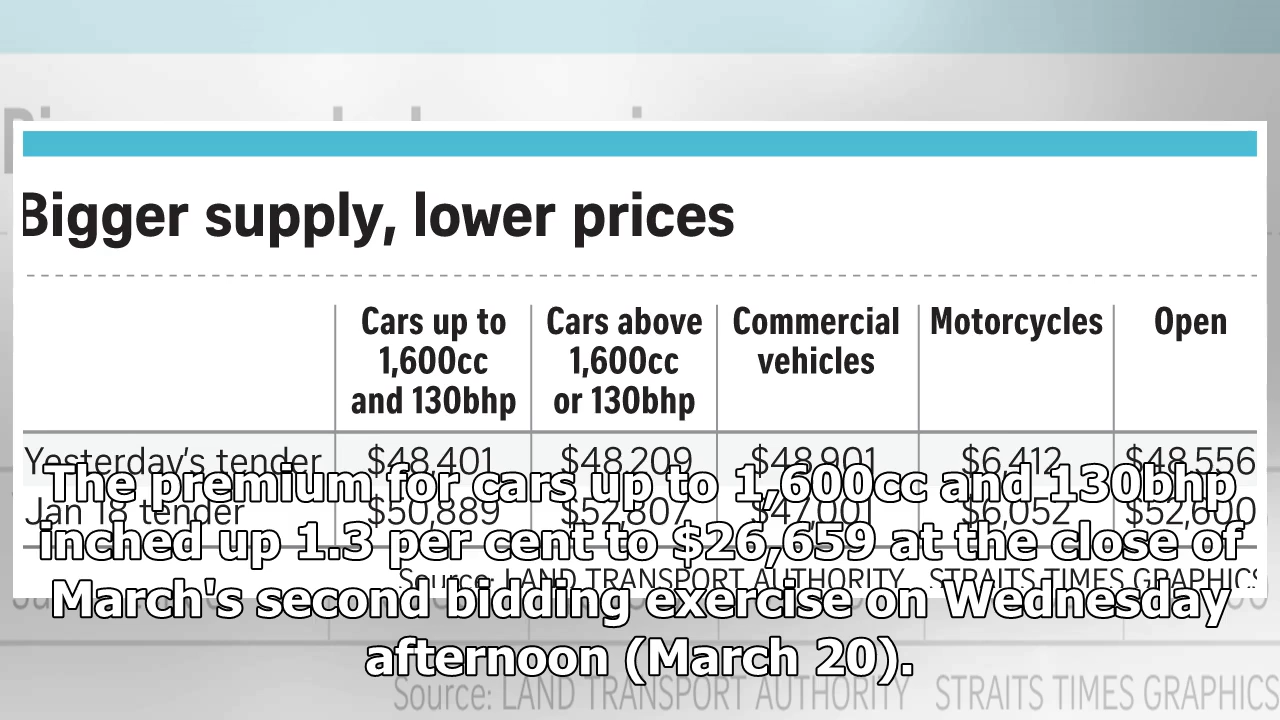 Bigger supply, lower prices
Cars up to 1,600cc and 130bhp
Cars above 1,600cc or 130bhp
Commercial vehicles
Motorcycles
Open
Yesterday's tender $48,401 $48,209 $48,901 $6,412 $48,556
Jan 18 tender $50,889 $52,807 $47,001 $6,052 $52,600
Source: LAND TRANSPORT AUTHORITY STRAITS TIMES GRAPHICS
The premium for cars up to 1,600cc and 130bhp
inched up 1.3 per cent to $26,659 at the close of
March's second bidding exercise on Wednesday
afternoon (March 20).
Source: LAND TRANSPORT AUTHORITY STRAITS TIMES GRAPHICS